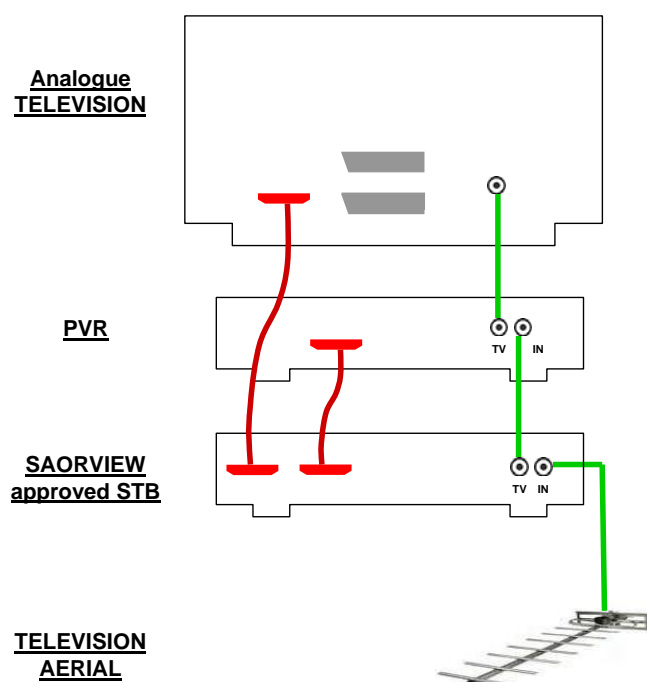 Analogue
TELEVISION
PVR
TV IN
SAORVIEW
approved STB
TV IN
TELEVISION
AERIAL